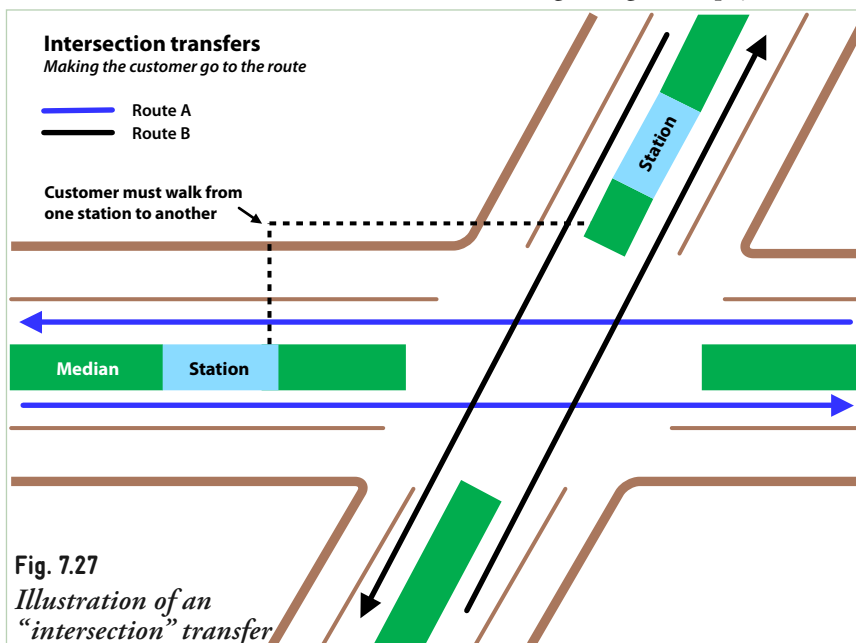 Intersection transfers
Making the customer go to the route
Route A
Route B
Customer must walk from
one station to another
Station
Median
Station
Fig. 7.27
Illustration of an
“intersection” transfer